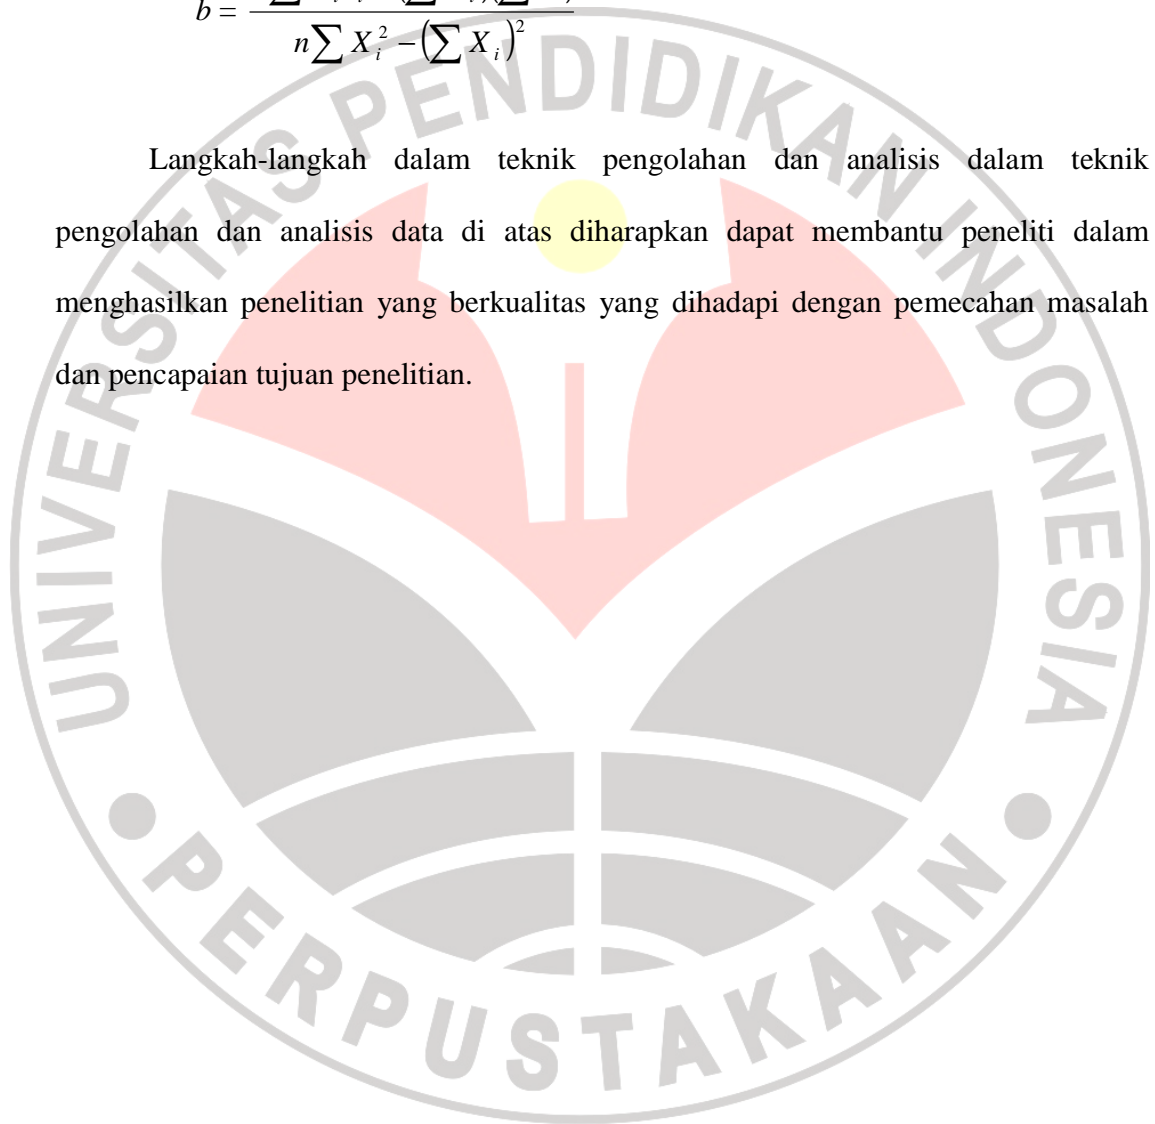 b =
n∑ X_i^2 − (∑ X_i)^2
Langkah-langkah dalam teknik pengolahan dan analisis dalam teknik
pengolahan dan analisis data di atas diharapkan dapat membantu peneliti dalam
menghasilkan penelitian yang berkualitas yang dihadapi dengan pemecahan masalah
dan pencapaian tujuan penelitian.
UNIVERSITAS PENDIDIKAN INDONESIA
PERPUSTAKAAN